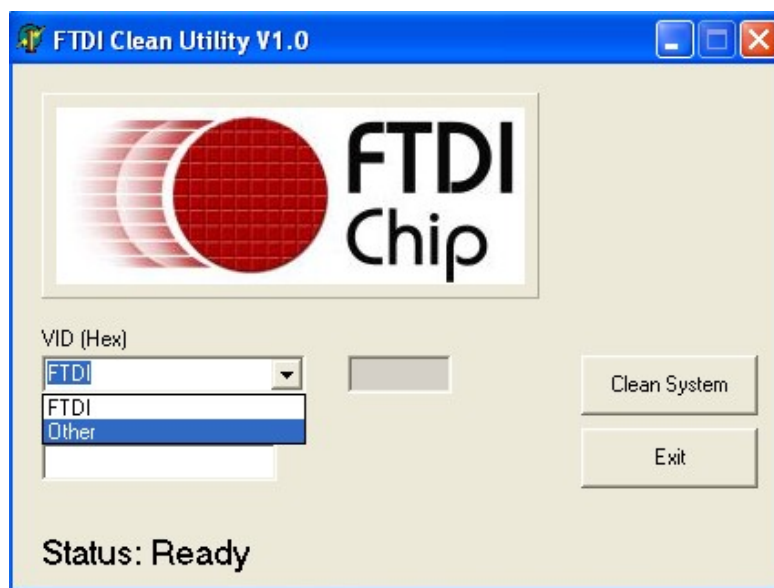 FTDI Clean Utility V1.0
FTDI
Chip
VID (Hex)
FTDI
FTDI
Other
Clean System
Exit
Status: Ready